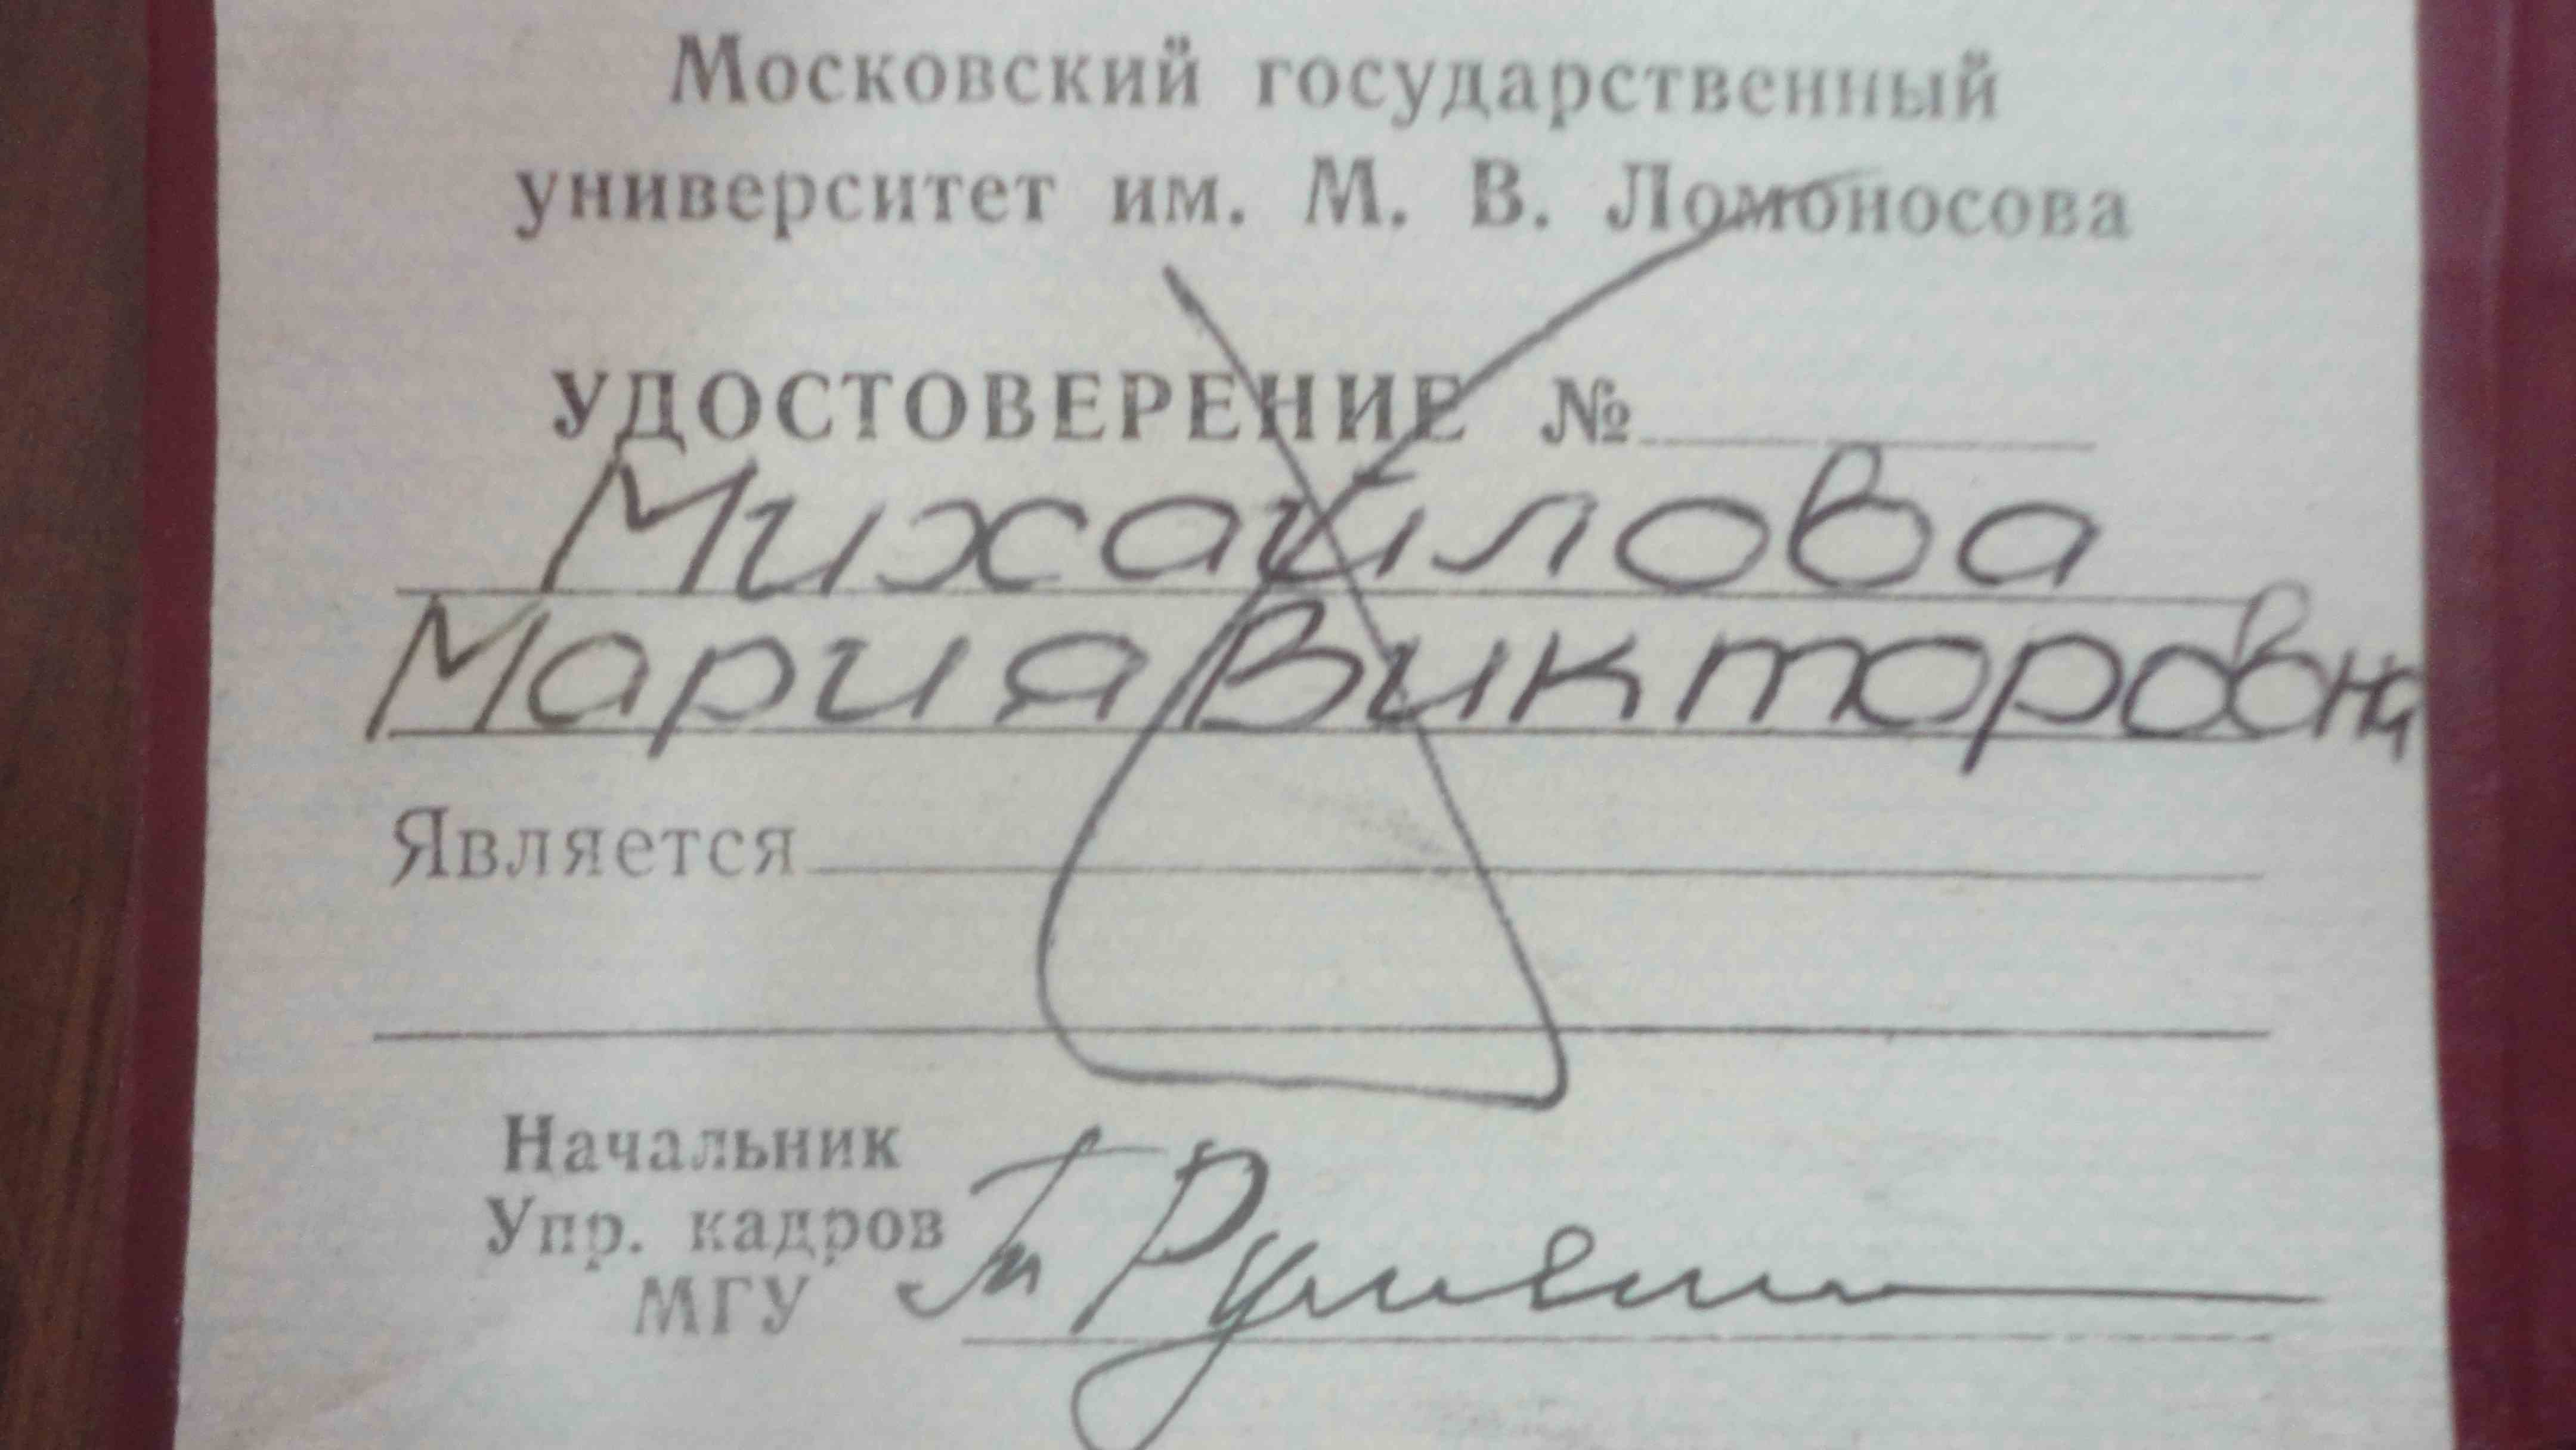 Московский государственный
университет им. М. В. Ломоносова
УДОСТОВЕРЕНИЕ №
Михайлова
Мария Викторовна
Является
Начальник
Упр. кадров
МГУ